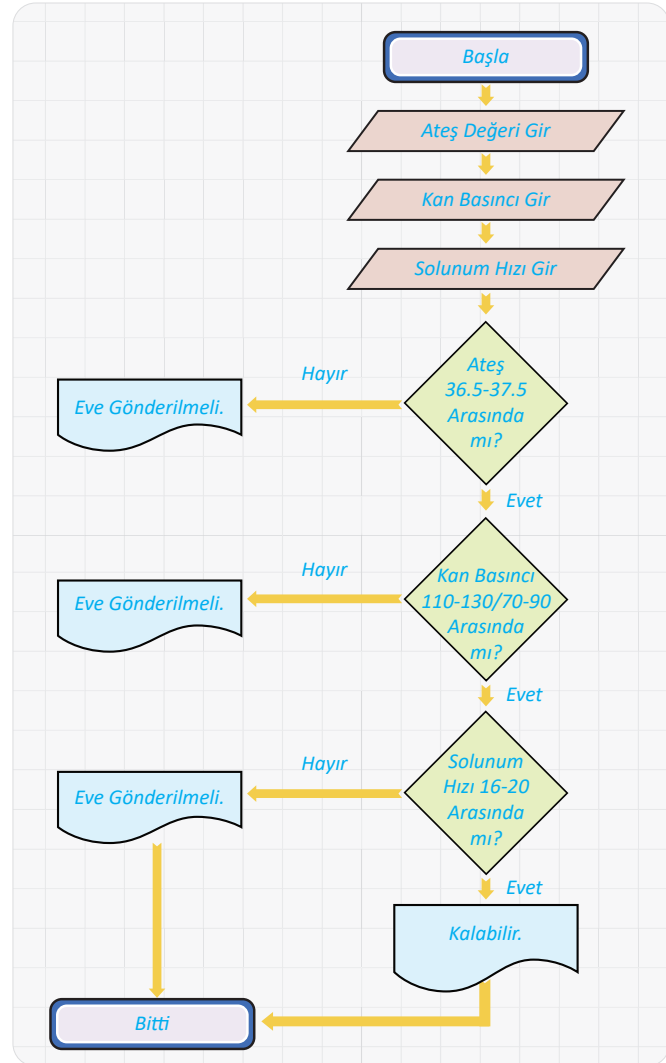 Başla
Ateş Değeri Gir
Kan Basıncı Gir
Solunum Hızı Gir
Ateş
36.5-37.5
Arasında
mı?
Hayır
Eve Gönderilmeli.
Evet
Kan Basıncı
110-130/70-90
Arasında
mı?
Hayır
Eve Gönderilmeli.
Evet
Solunum
Hızı 16-20
Arasında
mı?
Hayır
Eve Gönderilmeli.
Evet
Kalabilir.
Bitti